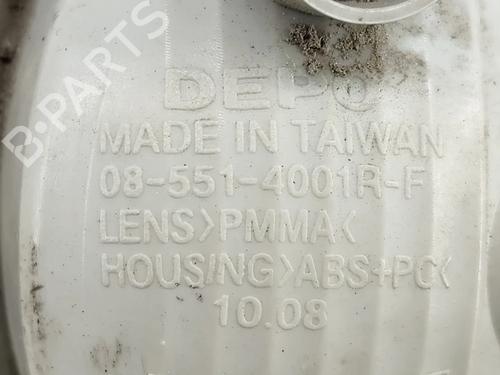 DEPO
MADE IN TAIWAN
08-551-4001R-F
LENS>PMMA<
HOUSING>ABS+PC<
10.08
B-PARTS